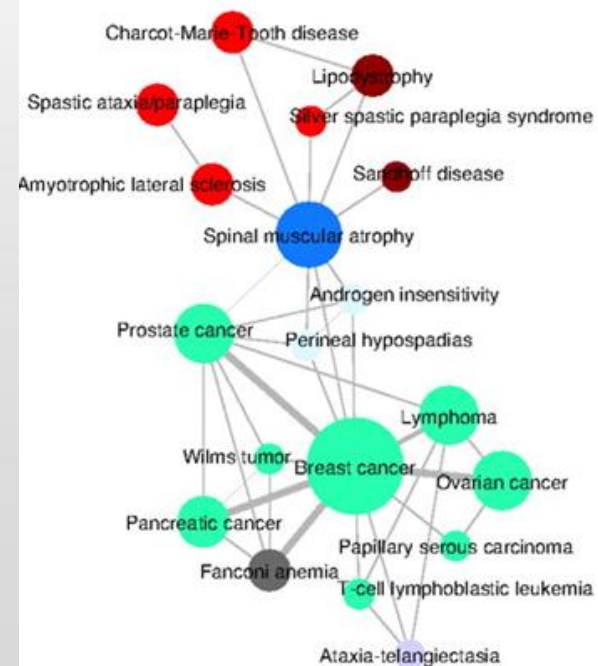 Charcot-Marie-Tooth disease
Lipodystrophy
Spastic ataxia/paraplegia
Silver spastic paraplegia syndrome
Sandhoff disease
Amyotrophic lateral sclerosis
Spinal muscular atrophy
Androgen insensitivity
Prostate cancer
Perineal hypospadias
Lymphoma
Wilms tumor
Breast cancer
Ovarian cancer
Pancreatic cancer
Papillary serous carcinoma
Fanconi anemia
T-cell lymphoblastic leukemia
Ataxia-telangiectasia